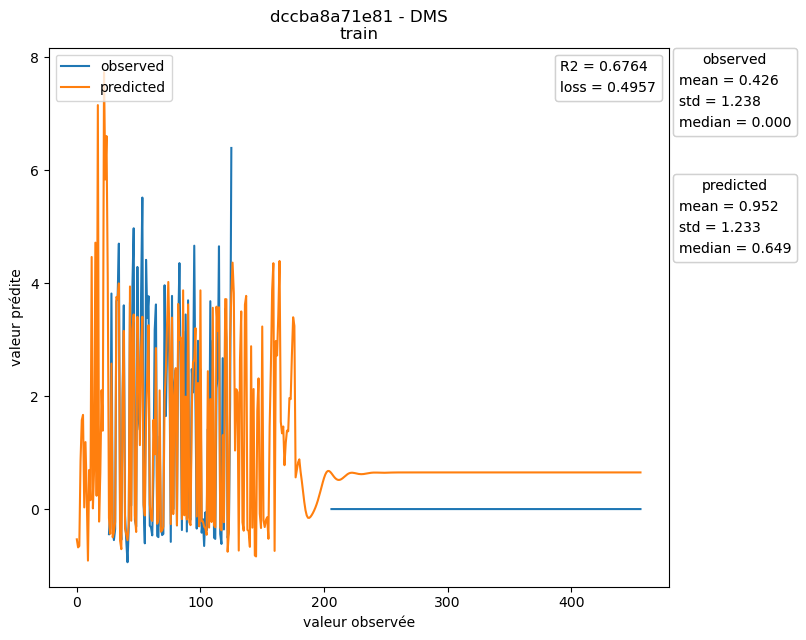 dccba8a71e81 - DMS
train
observed
predicted
R2 = 0.6764
loss = 0.4957
observed
mean = 0.426
std = 1.238
median = 0.000
predicted
mean = 0.952
std = 1.233
median = 0.649
valeur prédite
8
6
4
2
0
0
100
200
300
400
valeur observée